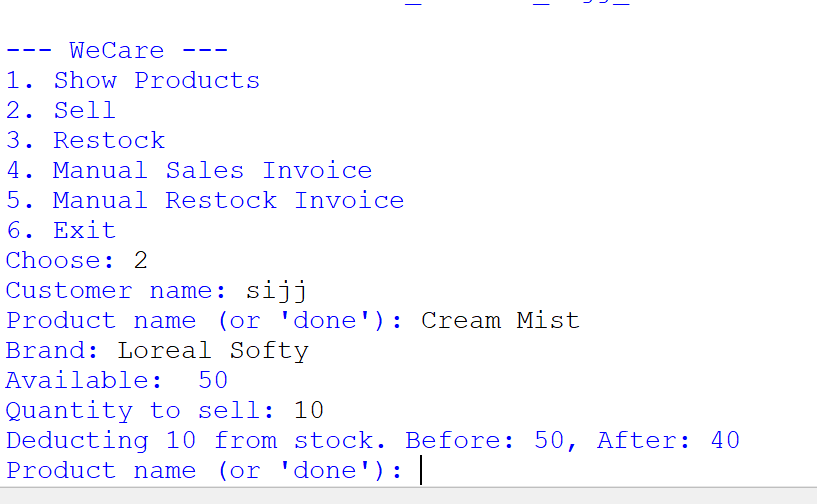 --- WeCare ---
1. Show Products
2. Sell
3. Restock
4. Manual Sales Invoice
5. Manual Restock Invoice
6. Exit
Choose: 2
Customer name: sijj
Product name (or 'done'): Cream Mist
Brand: Loreal Softy
Available:  50
Quantity to sell: 10
Deducting 10 from stock. Before: 50, After: 40
Product name (or 'done'):